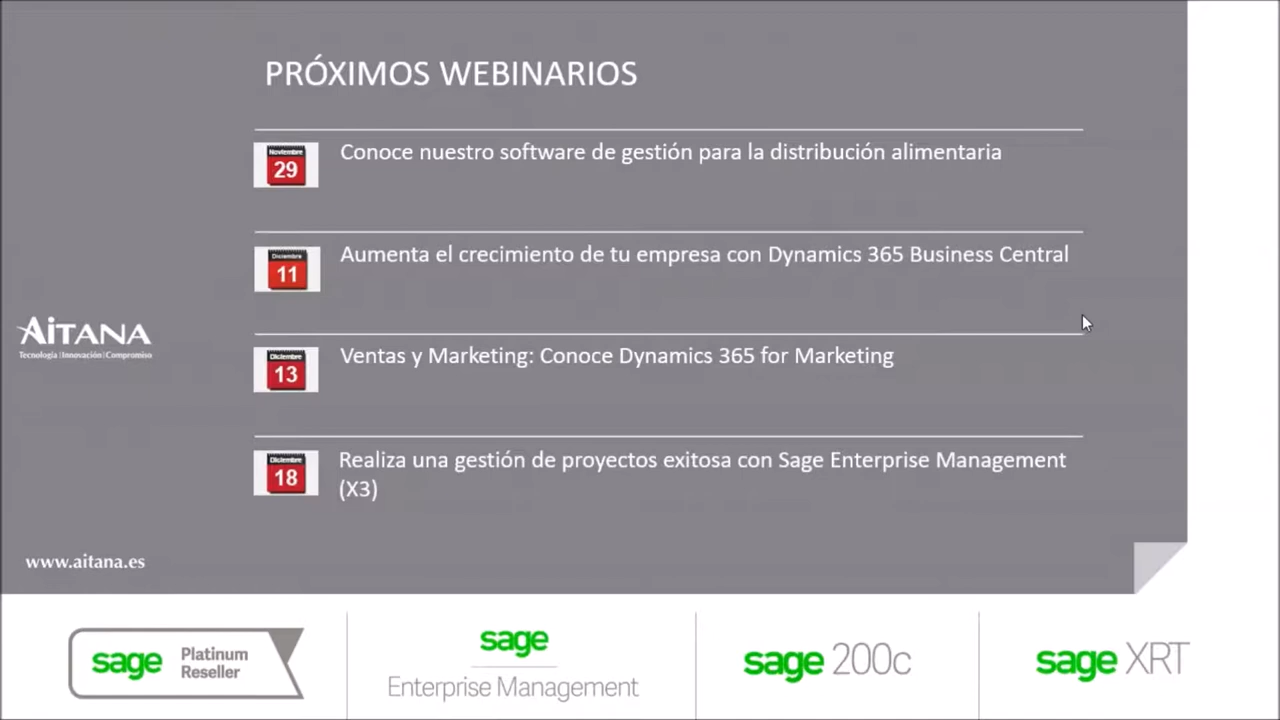 PRÓXIMOS WEBINARIOS
Noviembre
29
Conoce nuestro software de gestión para la distribución alimentaria
Diciembre
11
Aumenta el crecimiento de tu empresa con Dynamics 365 Business Central
AiTANA
Tecnología|Innovación|Compromiso
Diciembre
13
Ventas y Marketing: Conoce Dynamics 365 for Marketing
Diciembre
18
Realiza una gestión de proyectos exitosa con Sage Enterprise Management
(X3)
www.aitana.es
sage Platinum
Reseller
sage
Enterprise Management
sage 200c
sage XRT